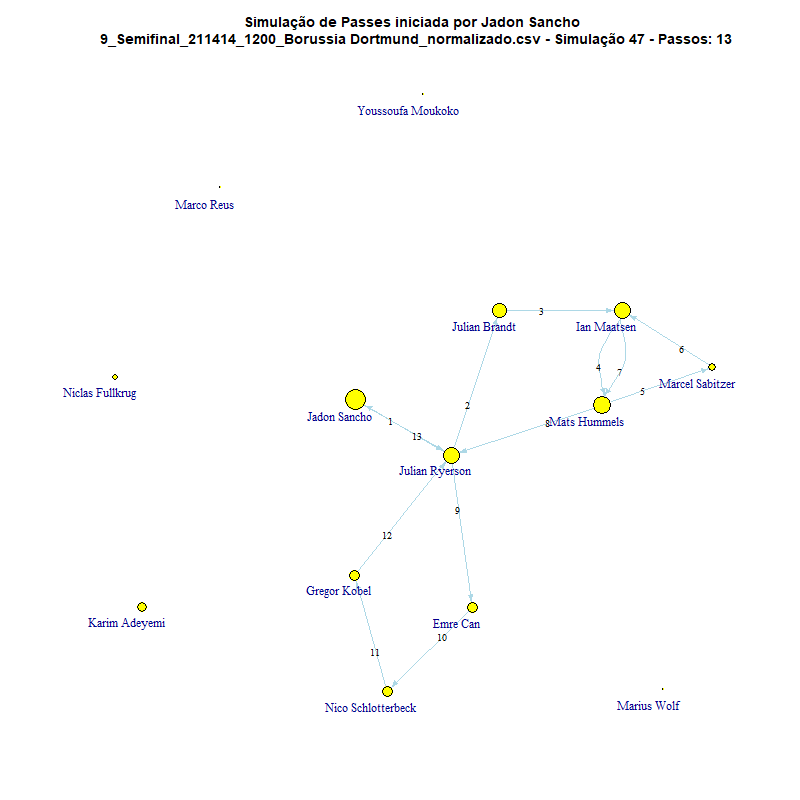 Simulação de Passes iniciada por Jadon Sancho
9_Semifinal_211414_1200_Borussia Dortmund_normalizado.csv - Simulação 47 - Passos: 13
Youssoufa Moukoko
Marco Reus
3
Julian Brandt
Ian Maatsen
6
4
7
Marcel Sabitzer
Niclas Fullkrug
5
2
Jadon Sancho
1
8
Mats Hummels
13
Julian Ryerson
9
12
Gregor Kobel
Karim Adeyemi
Emre Can
10
11
Nico Schlotterbeck
Marius Wolf